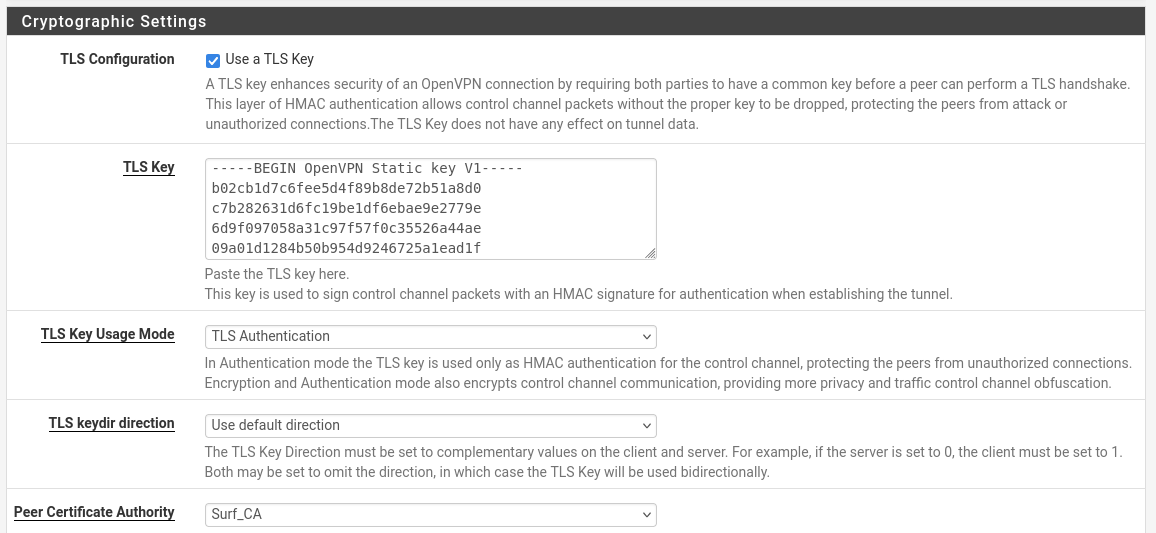 Cryptographic Settings
TLS Configuration
Use a TLS Key
A TLS key enhances security of an OpenVPN connection by requiring both parties to have a common key before a peer can perform a TLS handshake.
This layer of HMAC authentication allows control channel packets without the proper key to be dropped, protecting the peers from attack or
unauthorized connections.The TLS Key does not have any effect on tunnel data.
TLS Key
-----BEGIN OpenVPN Static key V1-----
b02cb1d7c6fee5d4f89b8de72b51a8d0
c7b282631d6fc19be1df6ebae9e2779e
6d9f097058a31c97f57f0c35526a44ae
09a01d1284b50b954d9246725a1ead1f
Paste the TLS key here.
This key is used to sign control channel packets with an HMAC signature for authentication when establishing the tunnel.
TLS Key Usage Mode
TLS Authentication
In Authentication mode the TLS key is used only as HMAC authentication for the control channel, protecting the peers from unauthorized connections.
Encryption and Authentication mode also encrypts control channel communication, providing more privacy and traffic control channel obfuscation.
TLS keydir direction
Use default direction
The TLS Key Direction must be set to complementary values on the client and server. For example, if the server is set to 0, the client must be set to 1.
Both may be set to omit the direction, in which case the TLS Key will be used bidirectionally.
Peer Certificate Authority
Surf_CA